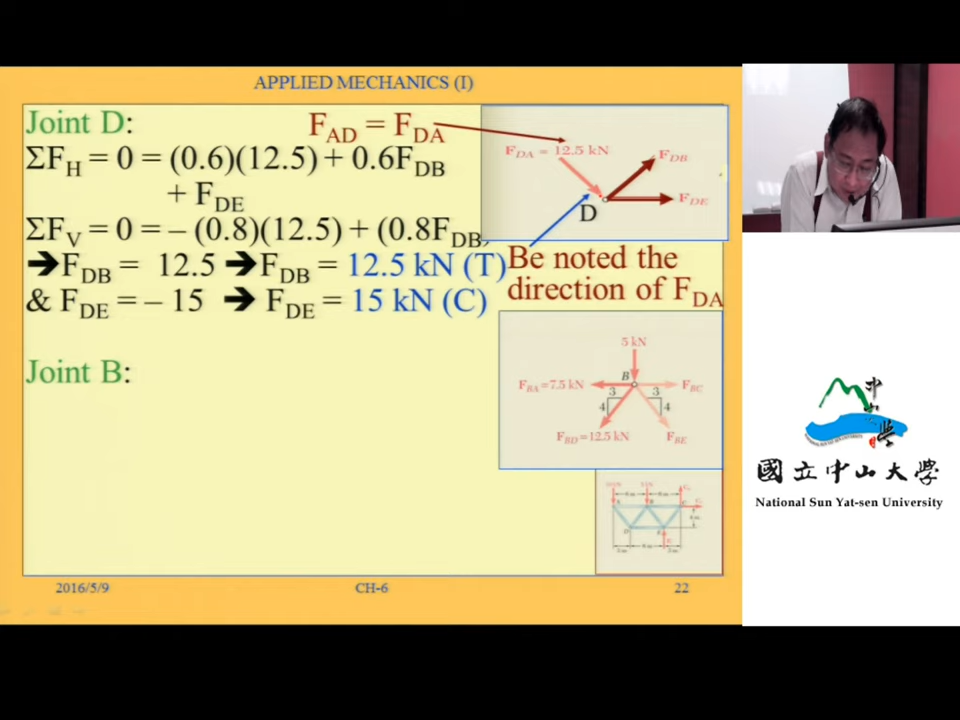 APPLIED MECHANICS (I)
Joint D:
F_AD = F_DA
ΣF_H = 0 = (0.6)(12.5) + 0.6F_DB
+ F_DE
ΣF_V = 0 = – (0.8)(12.5) + (0.8F_DB)
➔F_DB = 12.5 ➔F_DB = 12.5 kN (T)
& F_DE = – 15 ➔ F_DE = 15 kN (C)
F_DA = 12.5 kN
F_DB
F_DE
D
Be noted the
direction of F_DA
Joint B:
5 kN
B
F_BA=7.5 kN
F_BC
3 3
4 4
F_BD=12.5 kN
F_BE
2016/5/9
CH-6
22
國立中山大學
National Sun Yat-sen University